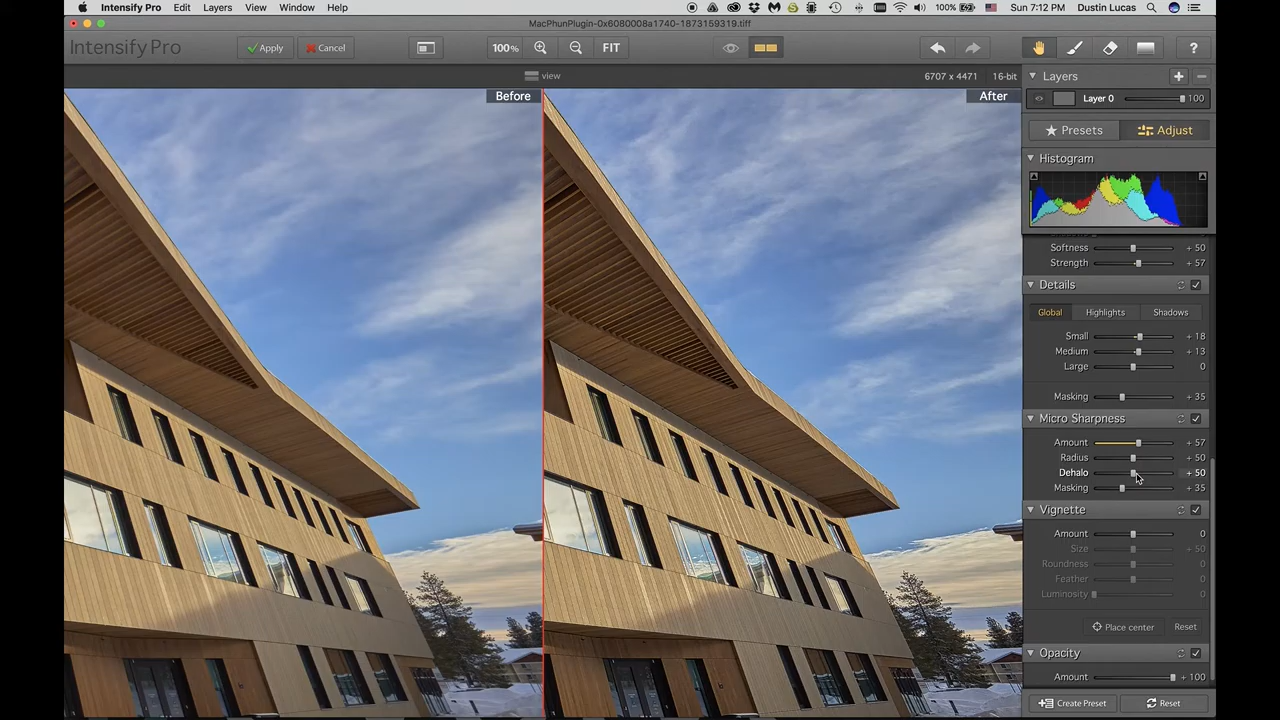 Intensify Pro Edit Layers View Window Help 100% Sun 7:12 PM Dustin Lucas
MacPhunPlugin-0x6080008a1740-1873159319.tiff
Intensify Pro Apply Cancel 100% FIT ?
view 6707 x 4471 16-bit
Before After
Layers
Layer 0 100
Presets Adjust
Histogram
Softness + 50
Strength + 57
Details
Global Highlights Shadows
Small + 18
Medium + 13
Large 0
Masking + 35
Micro Sharpness
Amount + 57
Radius + 50
Dehalo + 50
Masking + 35
Vignette
Amount 0
Size + 50
Roundness 0
Feather 0
Luminosity 0
Place center Reset
Opacity
Amount + 100
Create Preset Reset